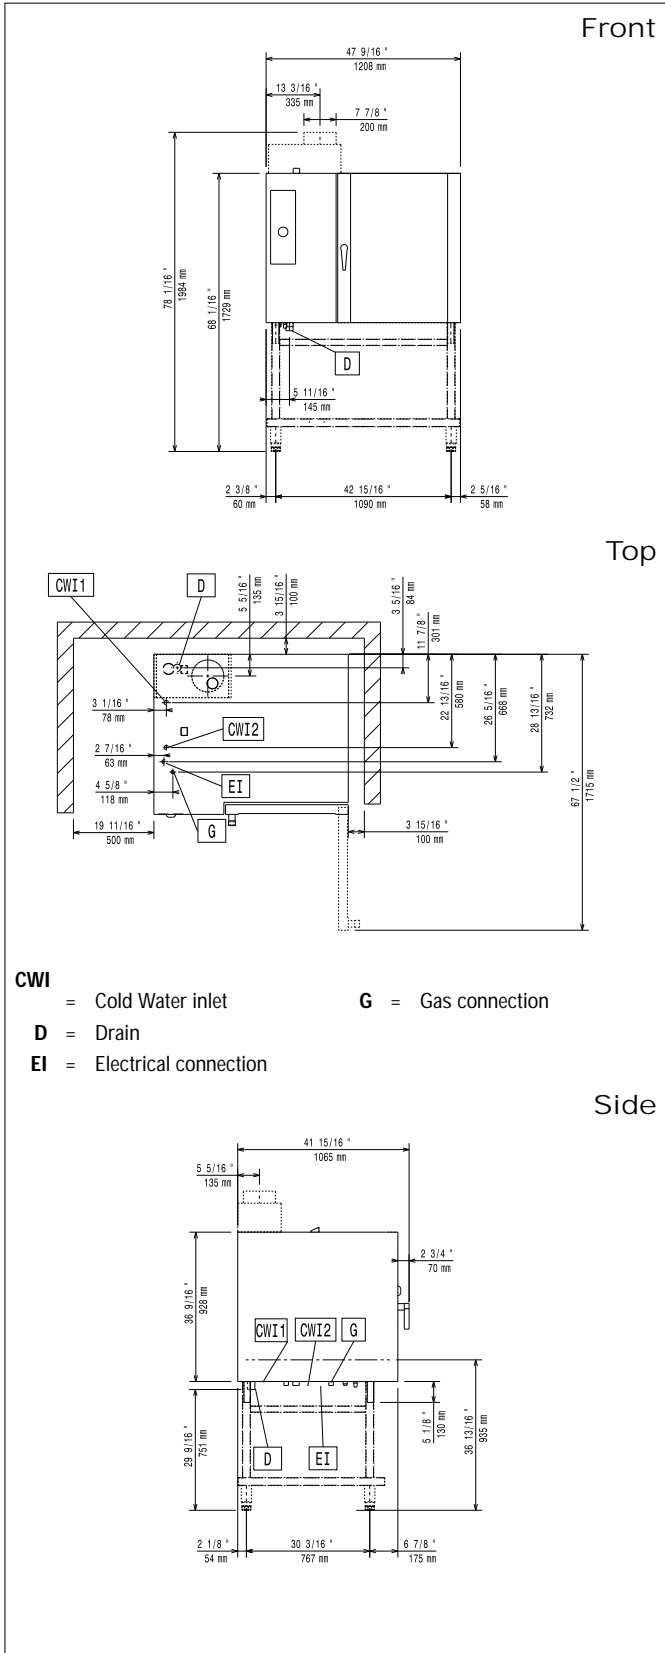 Front
47 9/16 "
1208 mm
13 3/16 "
335 mm
7 7/8 "
200 mm
78 1/16 "
1984 mm
68 1/16 "
1729 mm
D
5 11/16 "
145 mm
2 3/8 "
60 mm
42 15/16 "
1090 mm
2 5/16 "
58 mm
Top
CWI1
D
5 5/16 "
135 mm
3 15/16 "
100 mm
3 5/16 "
84 mm
11 7/8 "
301 mm
22 13/16 "
580 mm
26 5/16 "
668 mm
28 13/16 "
732 mm
67 1/2 "
1715 mm
3 1/16 "
78 mm
CWI2
2 7/16 "
63 mm
EI
4 5/8 "
118 mm
G
19 11/16 "
500 mm
3 15/16 "
100 mm
CWI
= Cold Water inlet
G = Gas connection
D = Drain
EI = Electrical connection
Side
41 15/16 "
1065 mm
5 5/16 "
135 mm
2 3/4 "
70 mm
36 9/16 "
928 mm
CWI1 CWI2 G
29 9/16 "
751 mm
D EI
5 1/8 "
130 mm
36 13/16 "
935 mm
2 1/8 "
54 mm
30 3/16 "
767 mm
6 7/8 "
175 mm